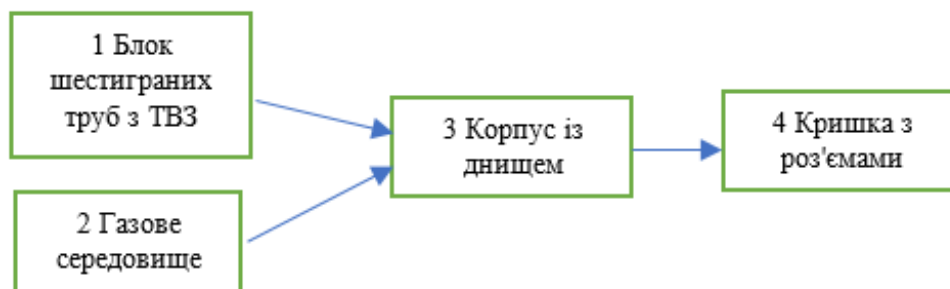 1 Блок
шестиграних
труб з ТВЗ
2 Газове
середовище
3 Корпус із
днищем
4 Кришка з
роз'ємами